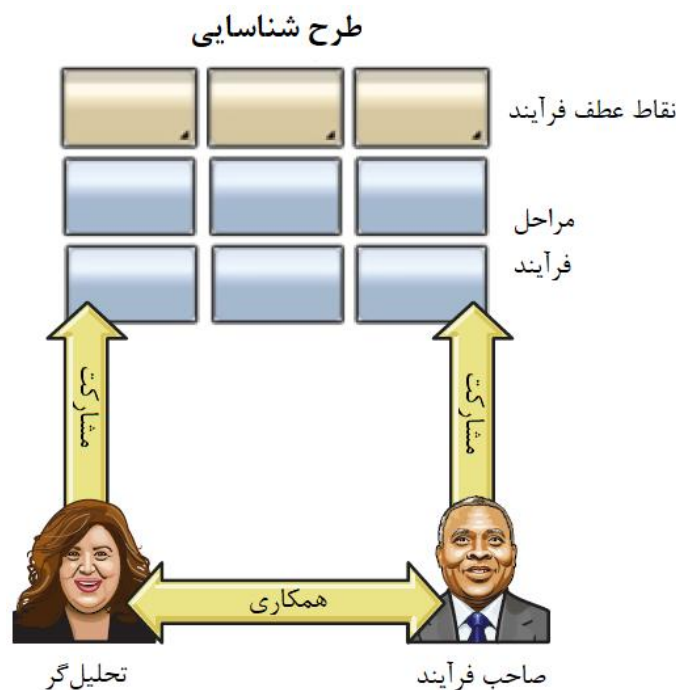 طرح شناسایی
نقاط عطف فرآیند
مراحل
فرآیند
مشارکت
مشارکت
همکاری
صاحب فرآیند
تحلیل‌گر